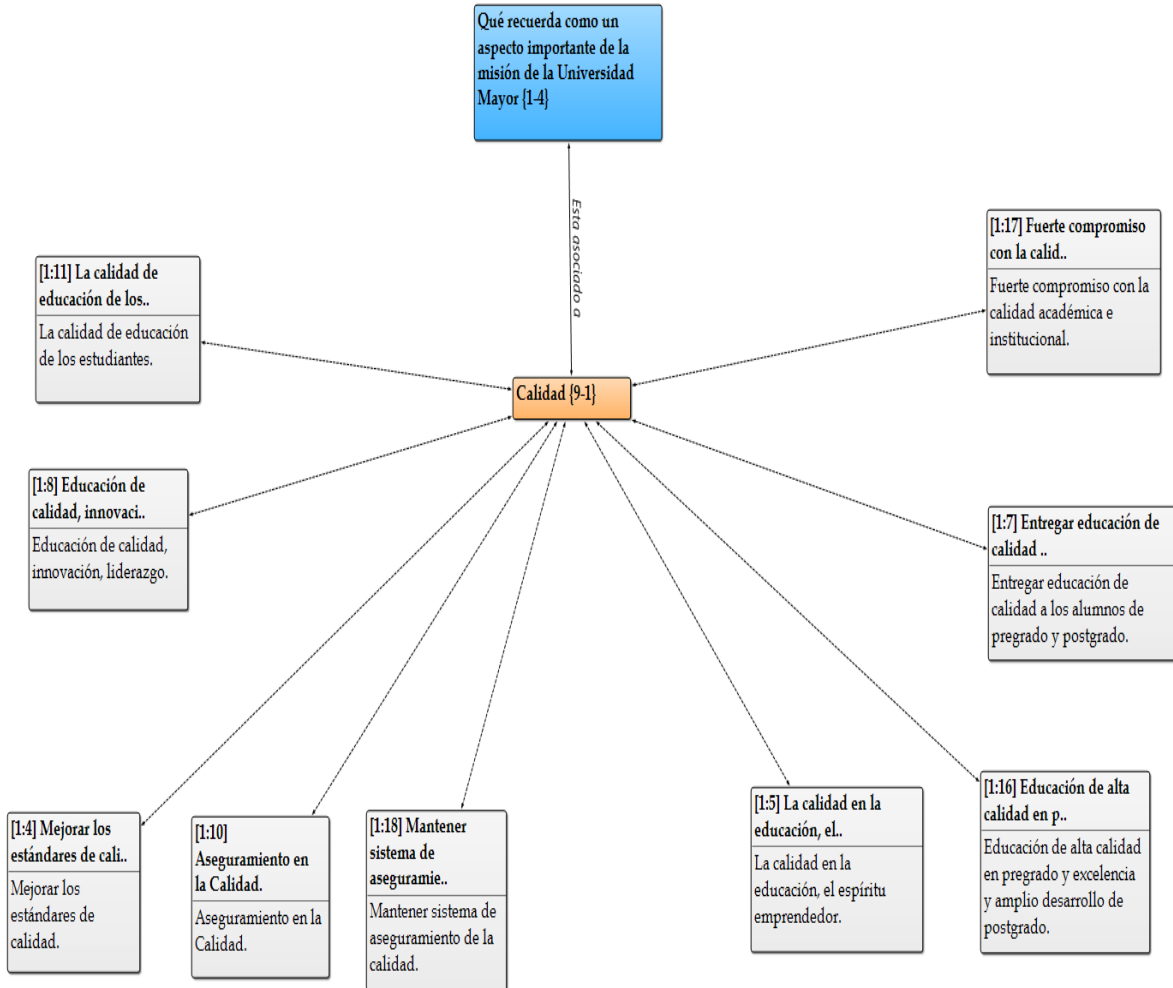 Qué recuerda como un
aspecto importante de la
misión de la Universidad
Mayor {1-4}
Esta asociado a
[1:17] Fuerte compromiso
con la calid..
Fuerte compromiso con la
calidad académica e
institucional.
[1:11] La calidad de
educación de los..
La calidad de educación
de los estudiantes.
Calidad {9-1}
[1:8] Educación de
calidad, innovaci..
Educación de calidad,
innovación, liderazgo.
[1:7] Entregar educación de
calidad ..
Entregar educación de
calidad a los alumnos de
pregrado y postgrado.
[1:4] Mejorar los
estándares de cali..
Mejorar los
estándares de
calidad.
[1:10]
Aseguramiento en
la Calidad.
Aseguramiento en la
Calidad.
[1:18] Mantener
sistema de
aseguramie..
Mantener sistema de
aseguramiento de la
calidad.
[1:5] La calidad en la
educación, el..
La calidad en la
educación, el espíritu
emprendedor.
[1:16] Educación de alta
calidad en p..
Educación de alta calidad
en pregrado y excelencia
y amplio desarrollo de
postgrado.